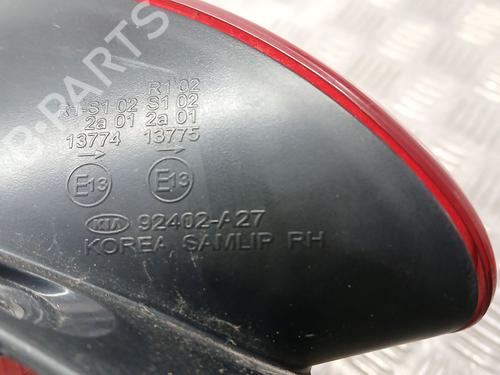 R1 02
R1-S1 02 S1 02
2a 01 2a 01
13774 13775
E13 E13
KIA 92402-A27
KOREA SAMLIP RH